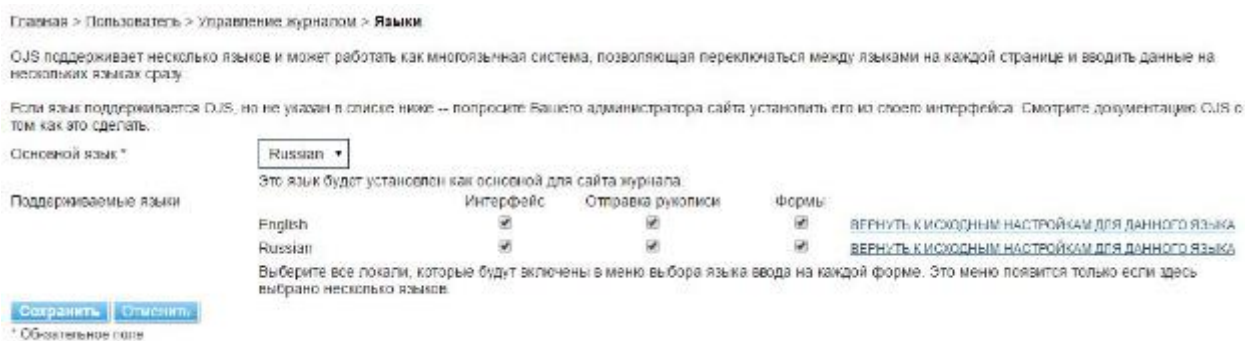 Главная > Пользователь > Управление журналом > Языки
OJS поддерживает несколько языков и может работать как многоязычная система, позволяющая переключаться между языками на каждой странице и вводить данные на
нескольких языках сразу.
Если язык поддерживается OJS, но не указан в списке ниже -- попросите Вашего администратора сайта установить его из своего интерфейса. Смотрите документацию OJS о
том как это сделать.
Основной язык * Russian
Это язык будет установлен как основной для сайта журнала.
Поддерживаемые языки Интерфейс Отправка рукописи Формы
English ВЕРНУТЬ К ИСХОДНЫМ НАСТРОЙКАМ ДЛЯ ДАННОГО ЯЗЫКА
Russian ВЕРНУТЬ К ИСХОДНЫМ НАСТРОЙКАМ ДЛЯ ДАННОГО ЯЗЫКА
Выберите все локали, которые будут включены в меню выбора языка ввода на каждой форме. Это меню появится только если здесь
выбрано несколько языков.
Сохранить Отменить
* Обязательное поле